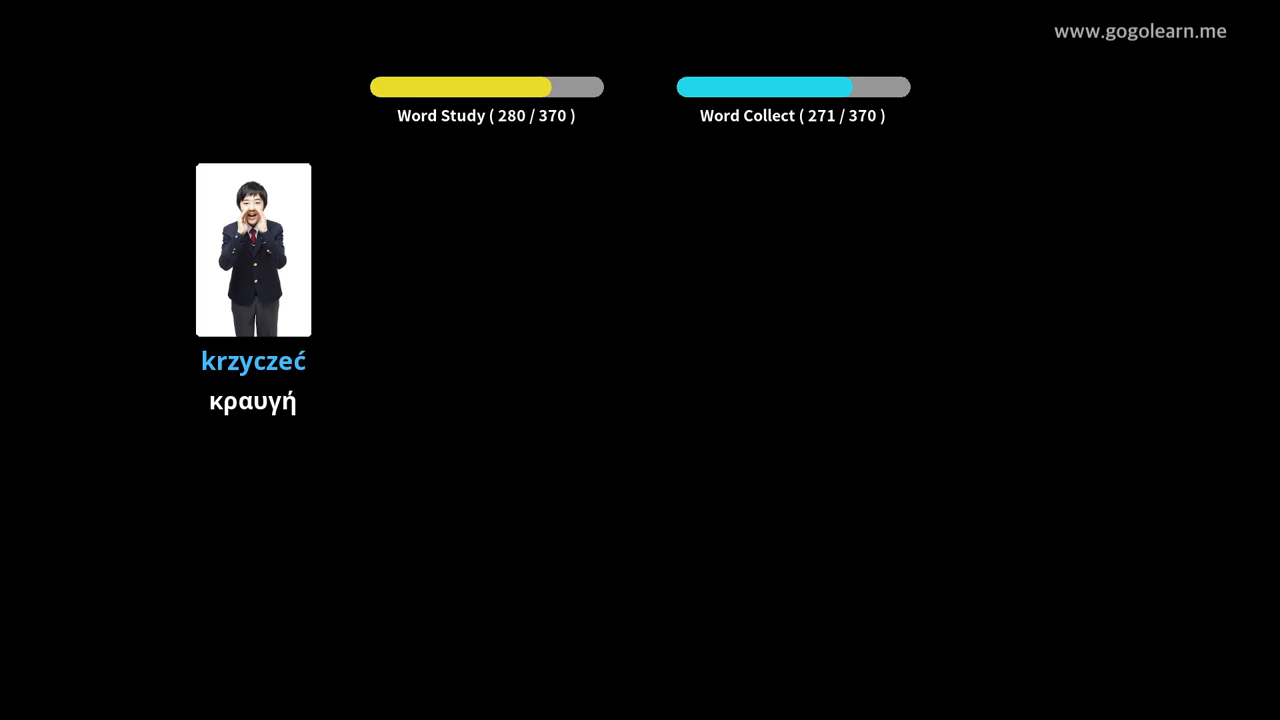 www.gogolearn.me
Word Study ( 280 / 370 )
Word Collect ( 271 / 370 )
krzyczeć
κραυγή